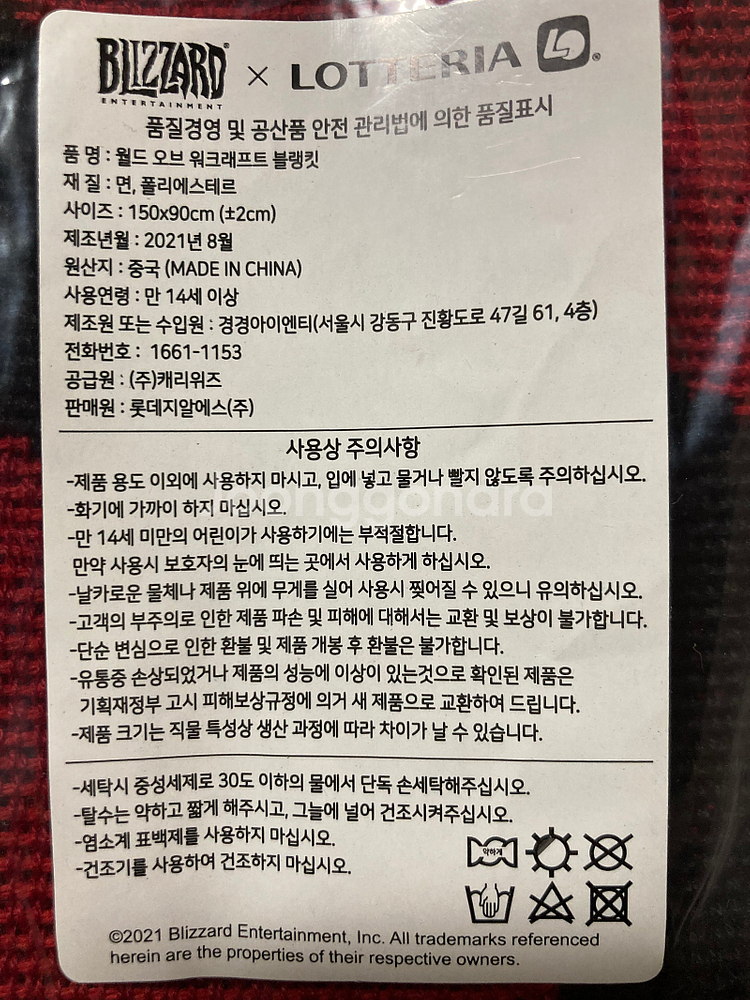 BLIZZARD® ENTERTAINMENT × LOTTERIA ®
품질경영 및 공산품 안전 관리법에 의한 품질표시
품 명 : 월드 오브 워크래프트 블랭킷
재 질 : 면, 폴리에스테르
사이즈 : 150x90cm (±2cm)
제조년월 : 2021년 8월
원산지 : 중국 (MADE IN CHINA)
사용연령 : 만 14세 이상
제조원 또는 수입원 : 경경아이엔티(서울시 강동구 진황도로 47길 61, 4층)
전화번호 : 1661-1153
공급원 : (주)캐리위즈
판매원 : 롯데지알에스(주)
사용상 주의사항
-제품 용도 이외에 사용하지 마시고, 입에 넣고 물거나 빨지 않도록 주의하십시오.
-화기에 가까이 하지 마십시오.
joonggonara
-만 14세 미만의 어린이가 사용하기에는 부적절합니다.
만약 사용시 보호자의 눈에 띄는 곳에서 사용하게 하십시오.
-날카로운 물체나 제품 위에 무게를 실어 사용시 찢어질 수 있으니 유의하십시오.
-고객의 부주의로 인한 제품 파손 및 피해에 대해서는 교환 및 보상이 불가합니다.
-단순 변심으로 인한 환불 및 제품 개봉 후 환불은 불가합니다.
-유통중 손상되었거나 제품의 성능에 이상이 있는것으로 확인된 제품은
기획재정부 고시 피해보상규정에 의거 새 제품으로 교환하여 드립니다.
-제품 크기는 직물 특성상 생산 과정에 따라 차이가 날 수 있습니다.
-세탁시 중성세제로 30도 이하의 물에서 단독 손세탁해주십시오.
-탈수는 약하고 짧게 해주시고, 그늘에 널어 건조시켜주십시오.
-염소계 표백제를 사용하지 마십시오.
-건조기를 사용하여 건조하지 마십시오.
약하게
©2021 Blizzard Entertainment, Inc. All trademarks referenced
herein are the properties of their respective owners.